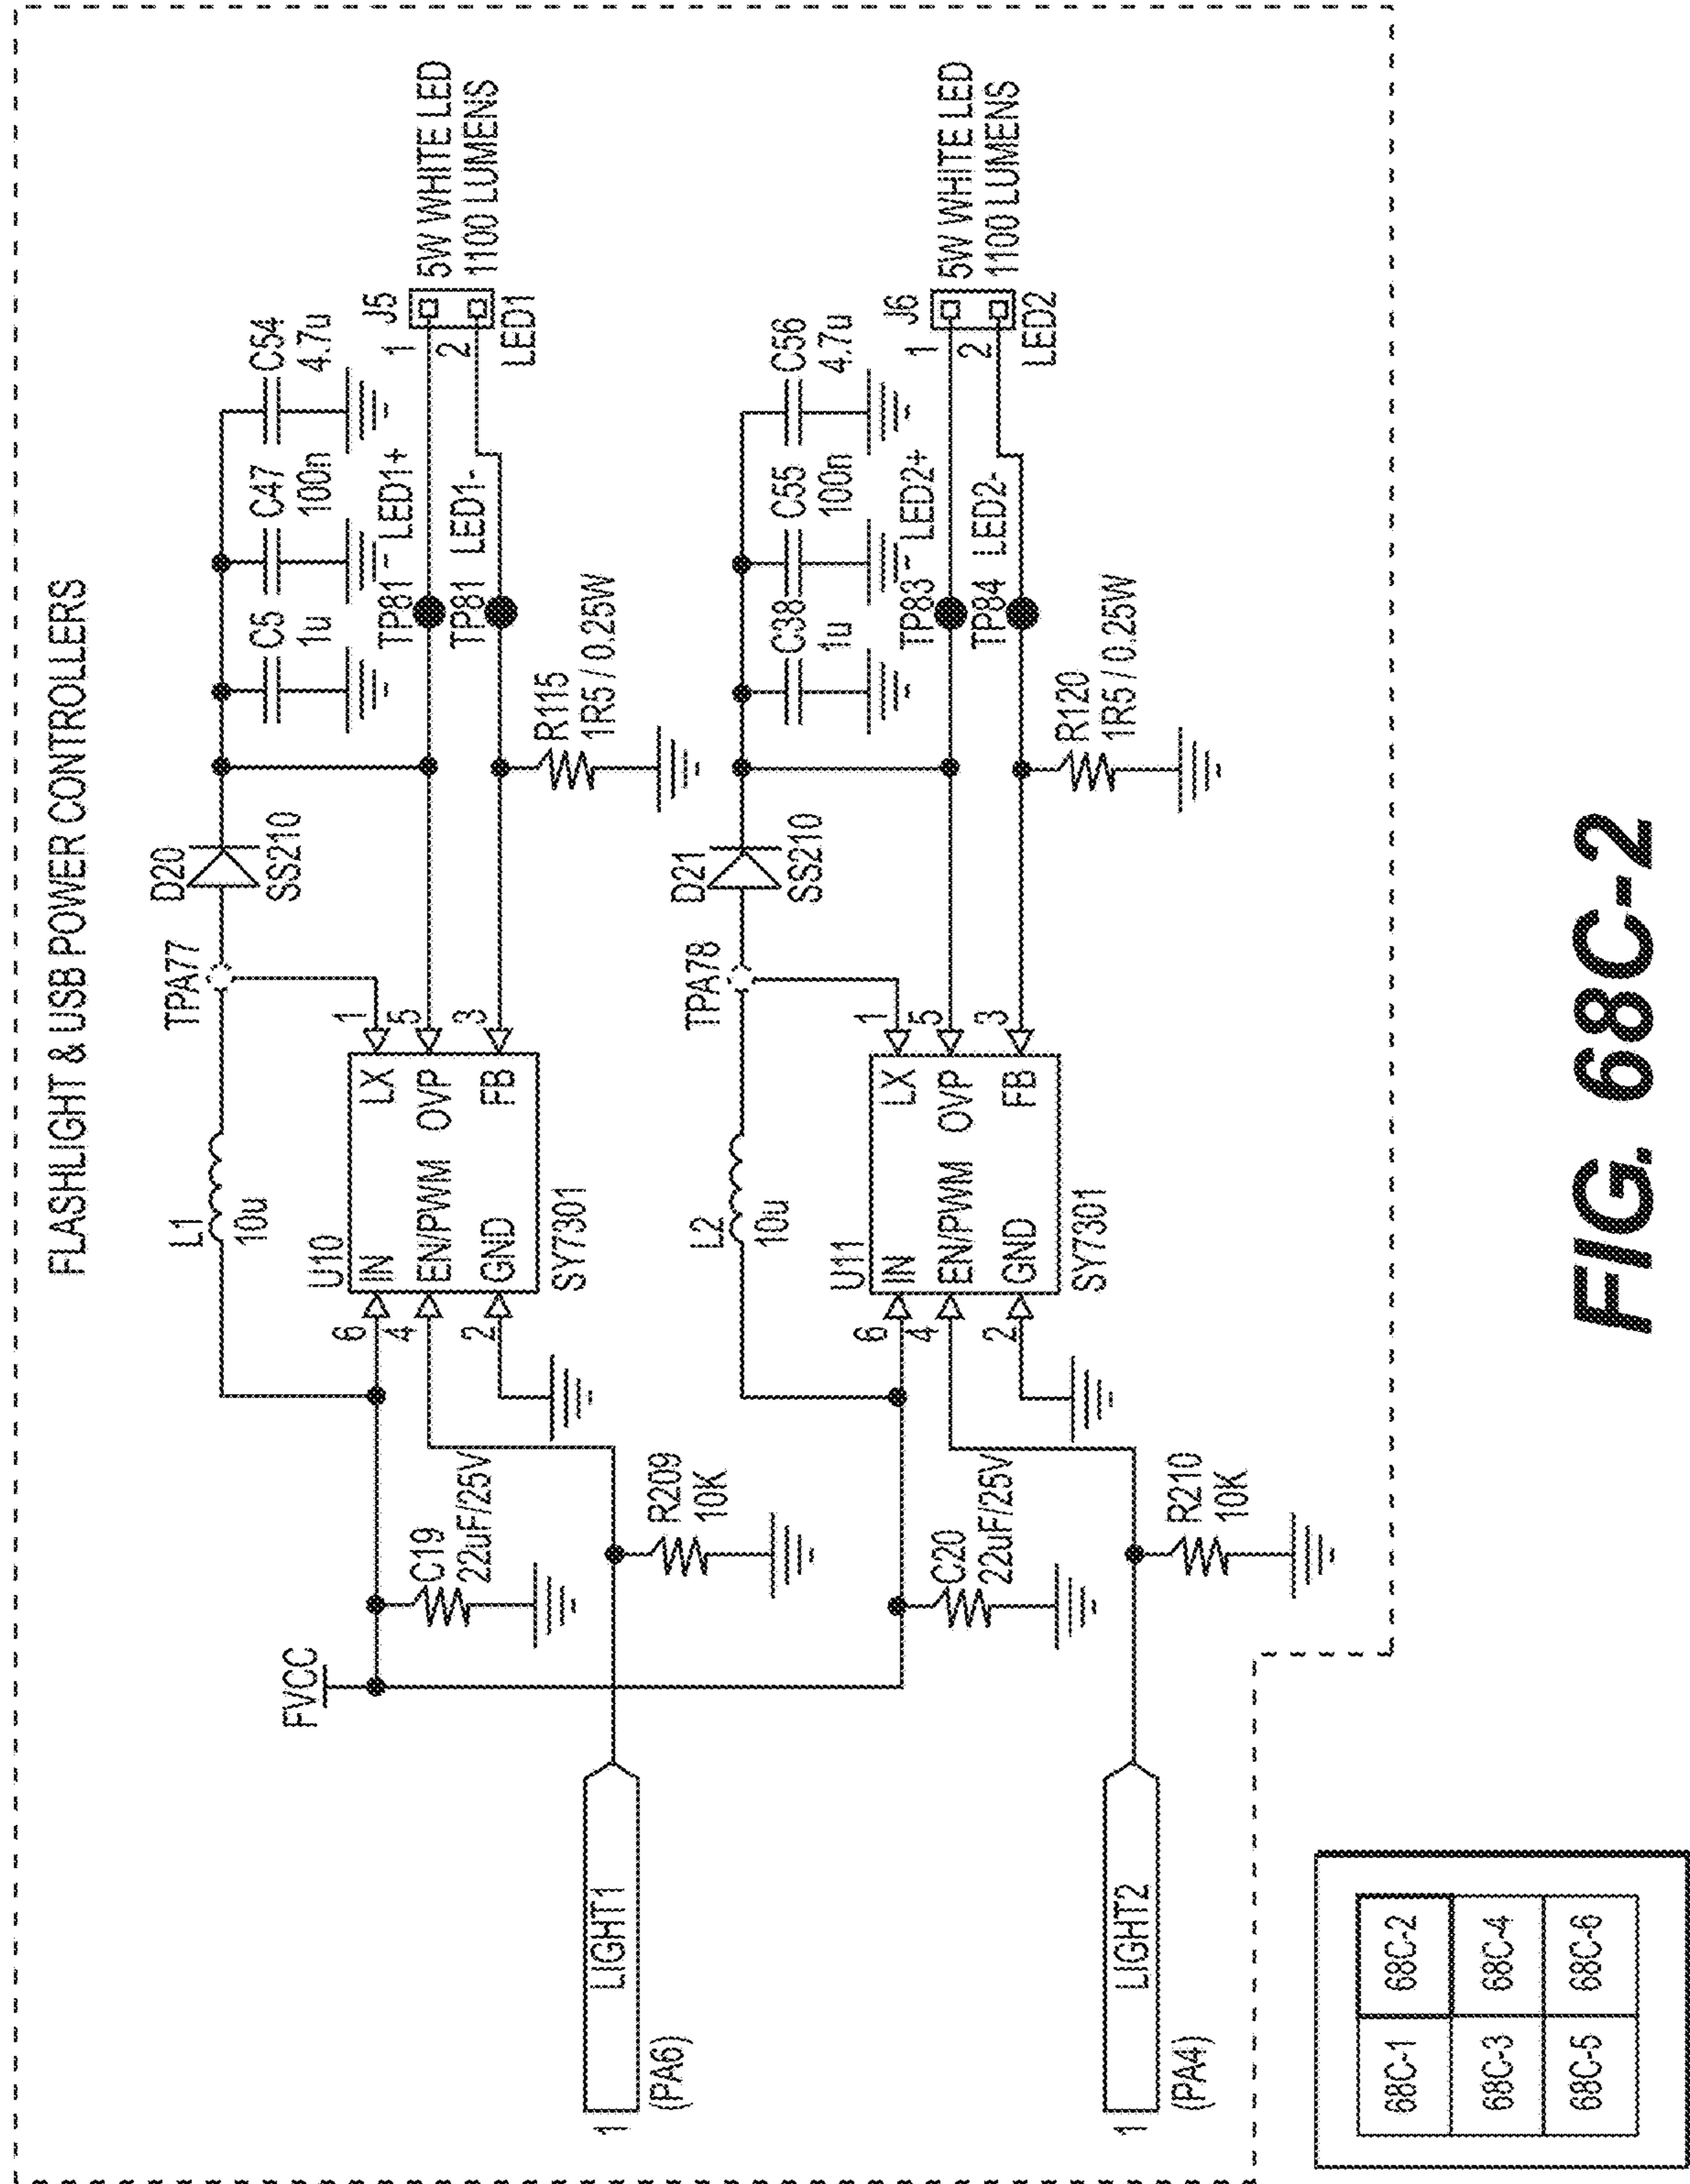 FLASHLIGHT & USB POWER CONTROLLERS
FVCC
L1
10u
TPA77
D20
SS210
C5
1u
C47
100n
C54
4.7u
U10
IN
EN/PWM
GND
LX
OVP
FB
SY7301
6
4
2
1
5
3
C19
22uF/25V
R209
10K
LIGHT1
1
(PA6)
TP81
LED1+
TP81
LED1-
R115
1R5 / 0.25W
J5
1
2
LED1
5W WHITE LED
1100 LUMENS
L2
10u
TPA78
D21
SS210
C38
1u
C55
100n
C56
4.7u
U11
IN
EN/PWM
GND
LX
OVP
FB
SY7301
6
4
2
1
5
3
C20
22uF/25V
R210
10K
LIGHT2
1
(PA4)
TP83
LED2+
TP84
LED2-
R120
1R5 / 0.25W
J6
1
2
LED2
5W WHITE LED
1100 LUMENS
68C-1 68C-2
68C-3 68C-4
68C-5 68C-6
FIG. 68C-2